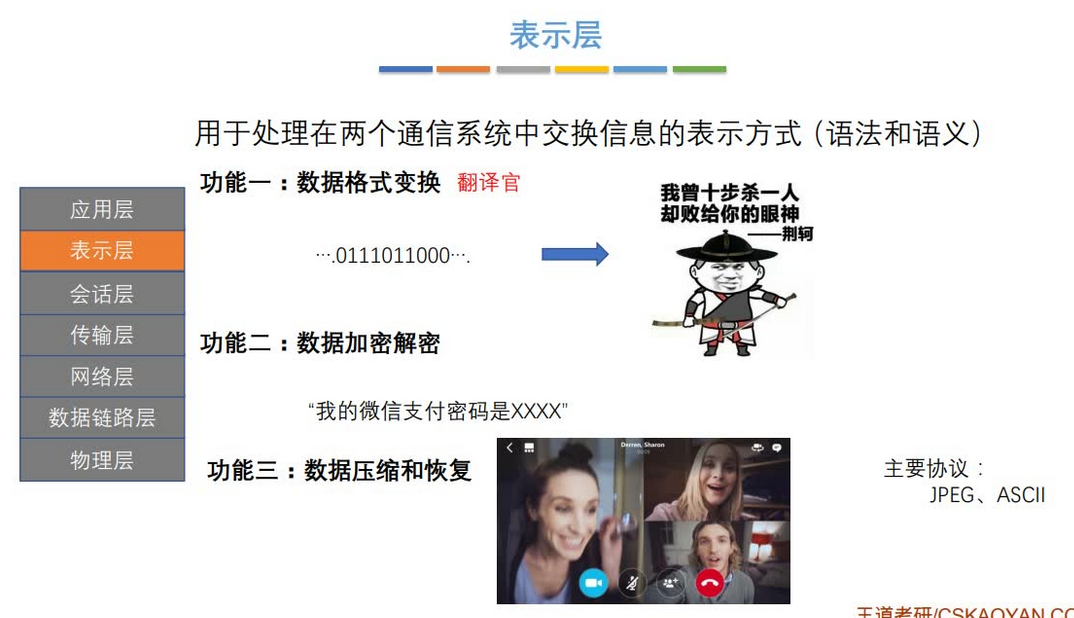 表示层
用于处理在两个通信系统中交换信息的表示方式（语法和语义）
功能一：数据格式变换 翻译官
….0111011000….
我曾十步杀一人
却败给你的眼神
——荆轲
应用层
表示层
会话层
传输层
网络层
数据链路层
物理层
功能二：数据加密解密
“我的微信支付密码是XXXX”
功能三：数据压缩和恢复
Derren, Sharon
主要协议：
JPEG、ASCII
王道考研/CSKAOYAN.CO